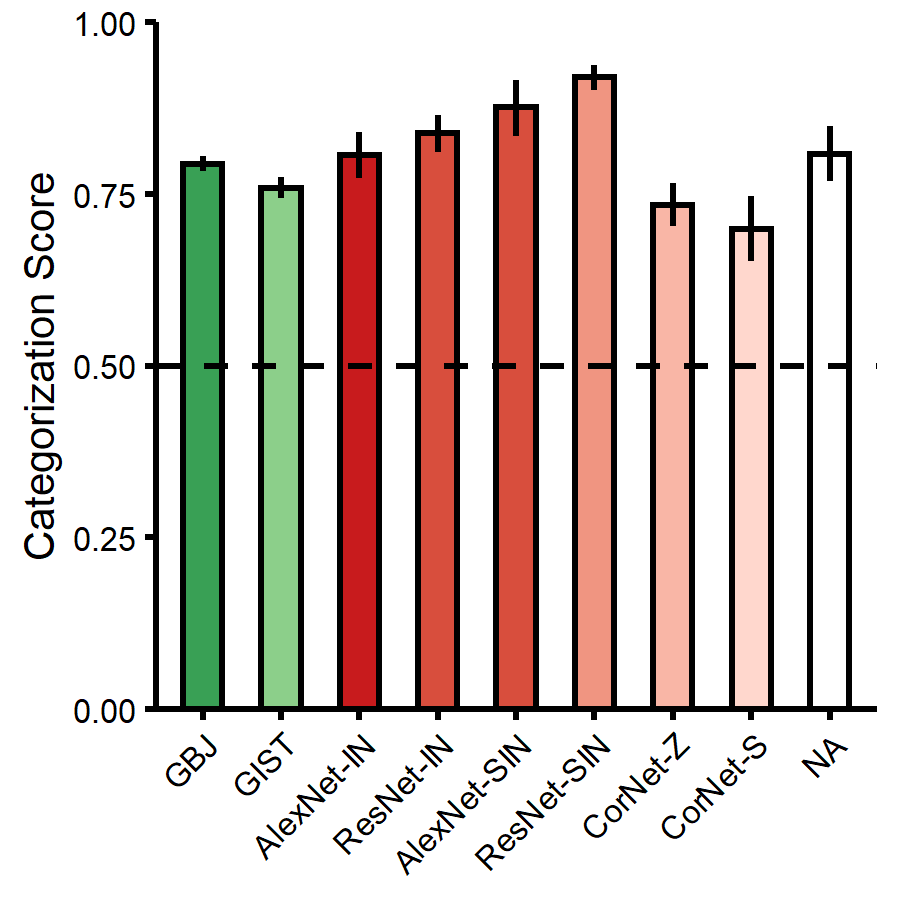 Categorization Score
1.00
0.75
0.50
0.25
0.00
GBJ
GIST
AlexNet-IN
ResNet-IN
AlexNet-SIN
ResNet-SIN
CorNet-Z
CorNet-S
NA